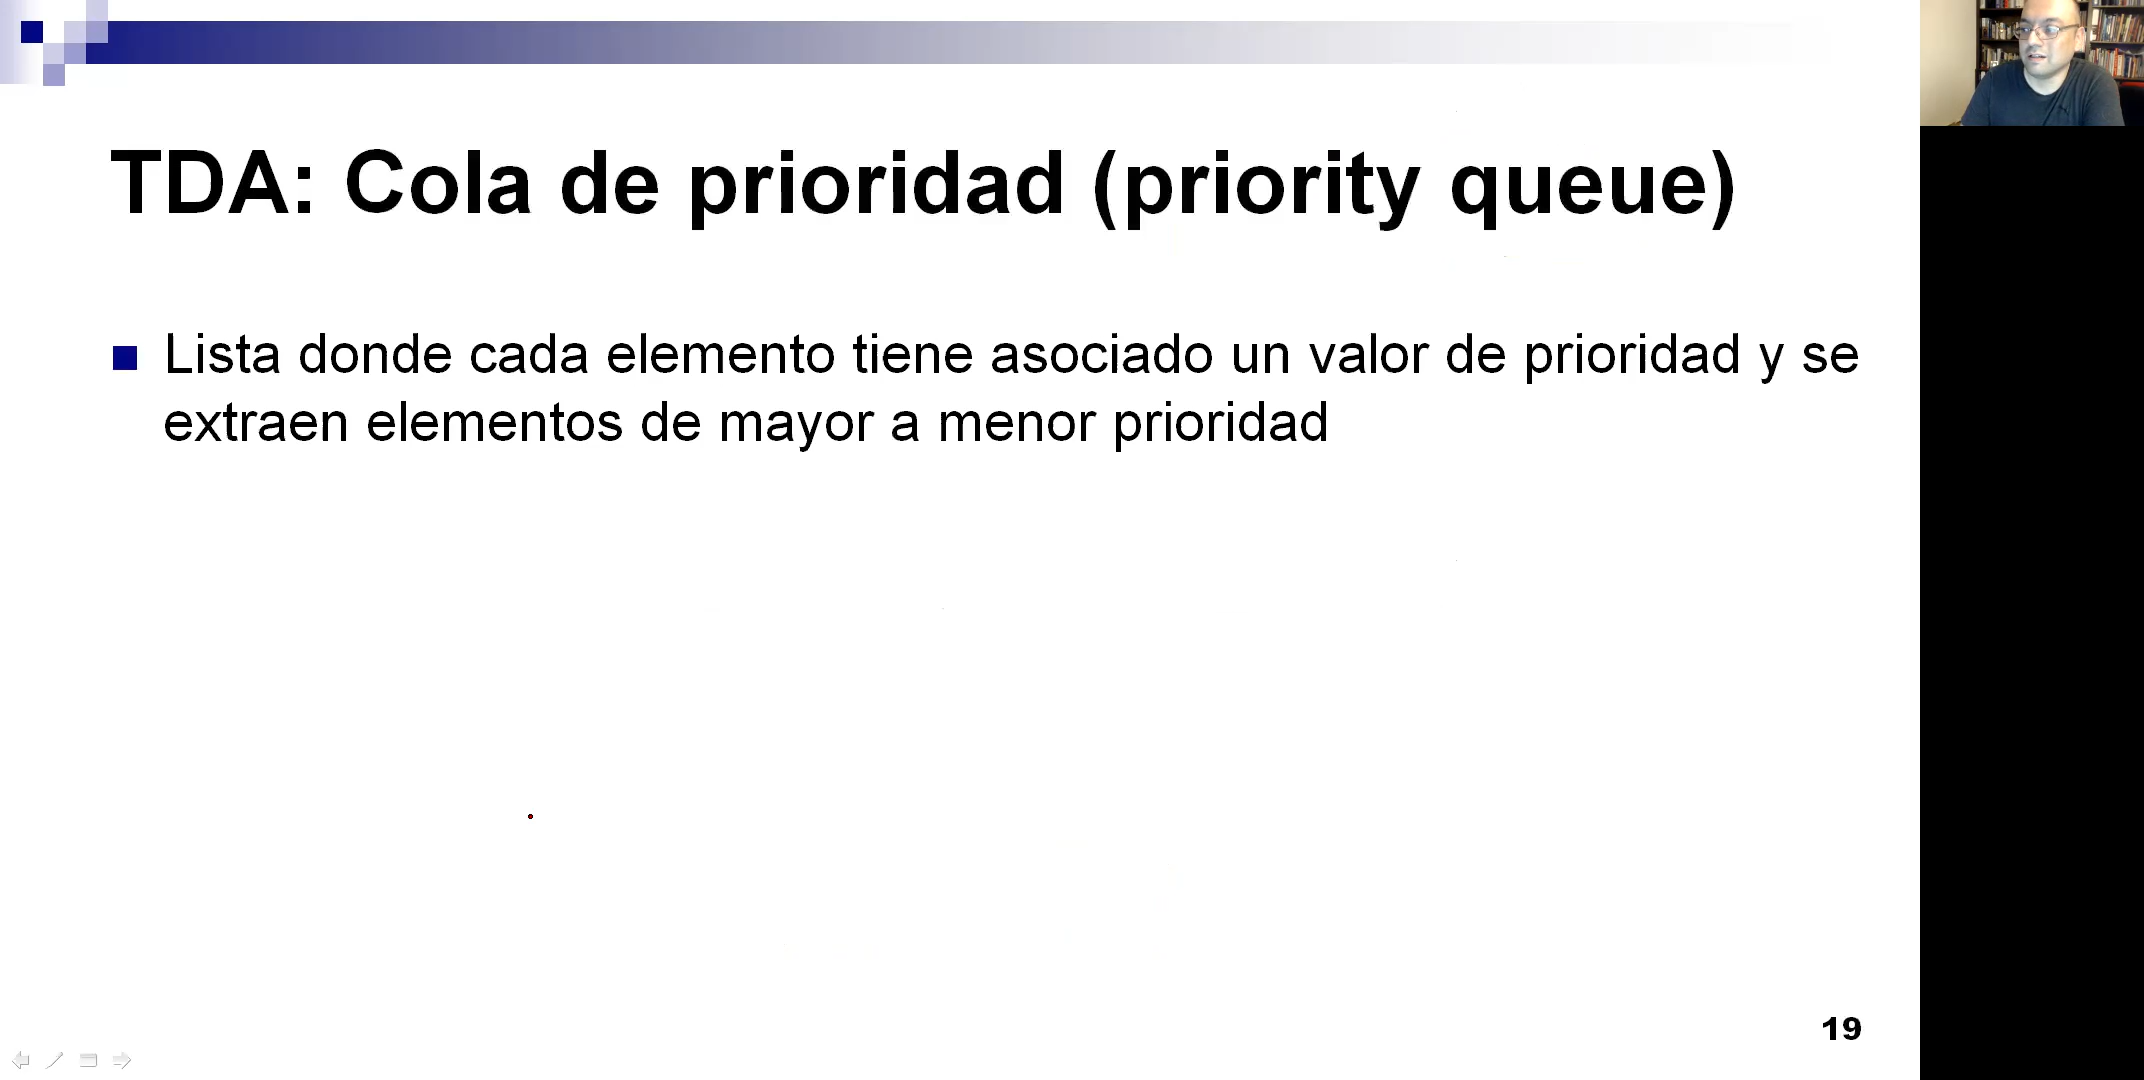 TDA: Cola de prioridad (priority queue)
Lista donde cada elemento tiene asociado un valor de prioridad y se
extraen elementos de mayor a menor prioridad
19